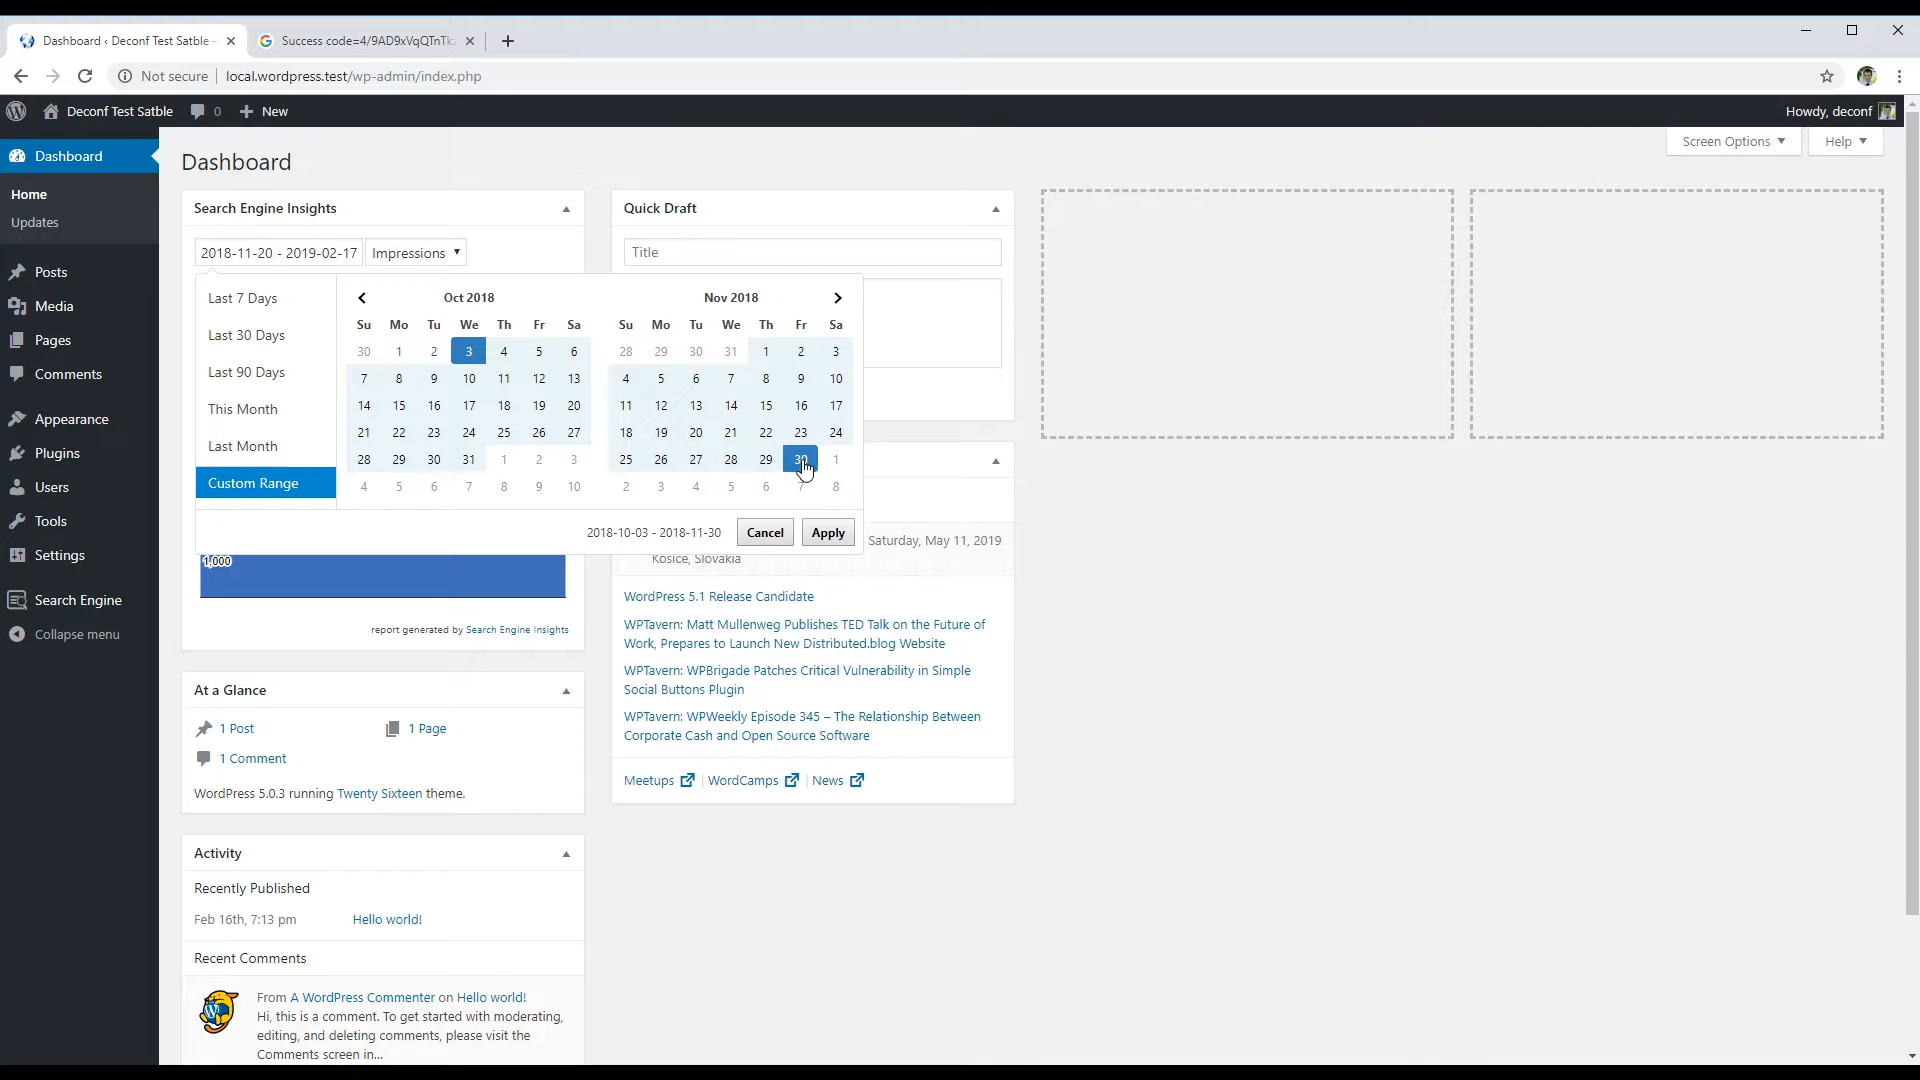 Dashboard ‹ Deconf Test Satble –
Success code=4/9AD9xVqQTnTk
Not secure
local.wordpress.test/wp-admin/index.php
Deconf Test Satble
0
New
Howdy, deconf
Dashboard
Home
Updates
Posts
Media
Pages
Comments
Appearance
Plugins
Users
Tools
Settings
Search Engine
Collapse menu
Screen Options
Help
Dashboard
Search Engine Insights
2018-11-20 - 2019-02-17
Impressions
Last 7 Days
Last 30 Days
Last 90 Days
This Month
Last Month
Custom Range
Oct 2018
Su Mo Tu We Th Fr Sa
30 1 2 3 4 5 6
7 8 9 10 11 12 13
14 15 16 17 18 19 20
21 22 23 24 25 26 27
28 29 30 31 1 2 3
4 5 6 7 8 9 10
Nov 2018
Su Mo Tu We Th Fr Sa
28 29 30 31 1 2 3
4 5 6 7 8 9 10
11 12 13 14 15 16 17
18 19 20 21 22 23 24
25 26 27 28 29 30 1
2 3 4 5 6 7 8
2018-10-03 - 2018-11-30
Cancel
Apply
1,000
report generated by Search Engine Insights
At a Glance
1 Post
1 Page
1 Comment
WordPress 5.0.3 running Twenty Sixteen theme.
Activity
Recently Published
Feb 16th, 7:13 pm
Hello world!
Recent Comments
From A WordPress Commenter on Hello world!
Hi, this is a comment. To get started with moderating,
editing, and deleting comments, please visit the
Comments screen in...
Quick Draft
Title
Saturday, May 11, 2019
Kosice, Slovakia
WordPress 5.1 Release Candidate
WPTavern: Matt Mullenweg Publishes TED Talk on the Future of
Work, Prepares to Launch New Distributed.blog Website
WPTavern: WPBrigade Patches Critical Vulnerability in Simple
Social Buttons Plugin
WPTavern: WPWeekly Episode 345 – The Relationship Between
Corporate Cash and Open Source Software
Meetups
WordCamps
News